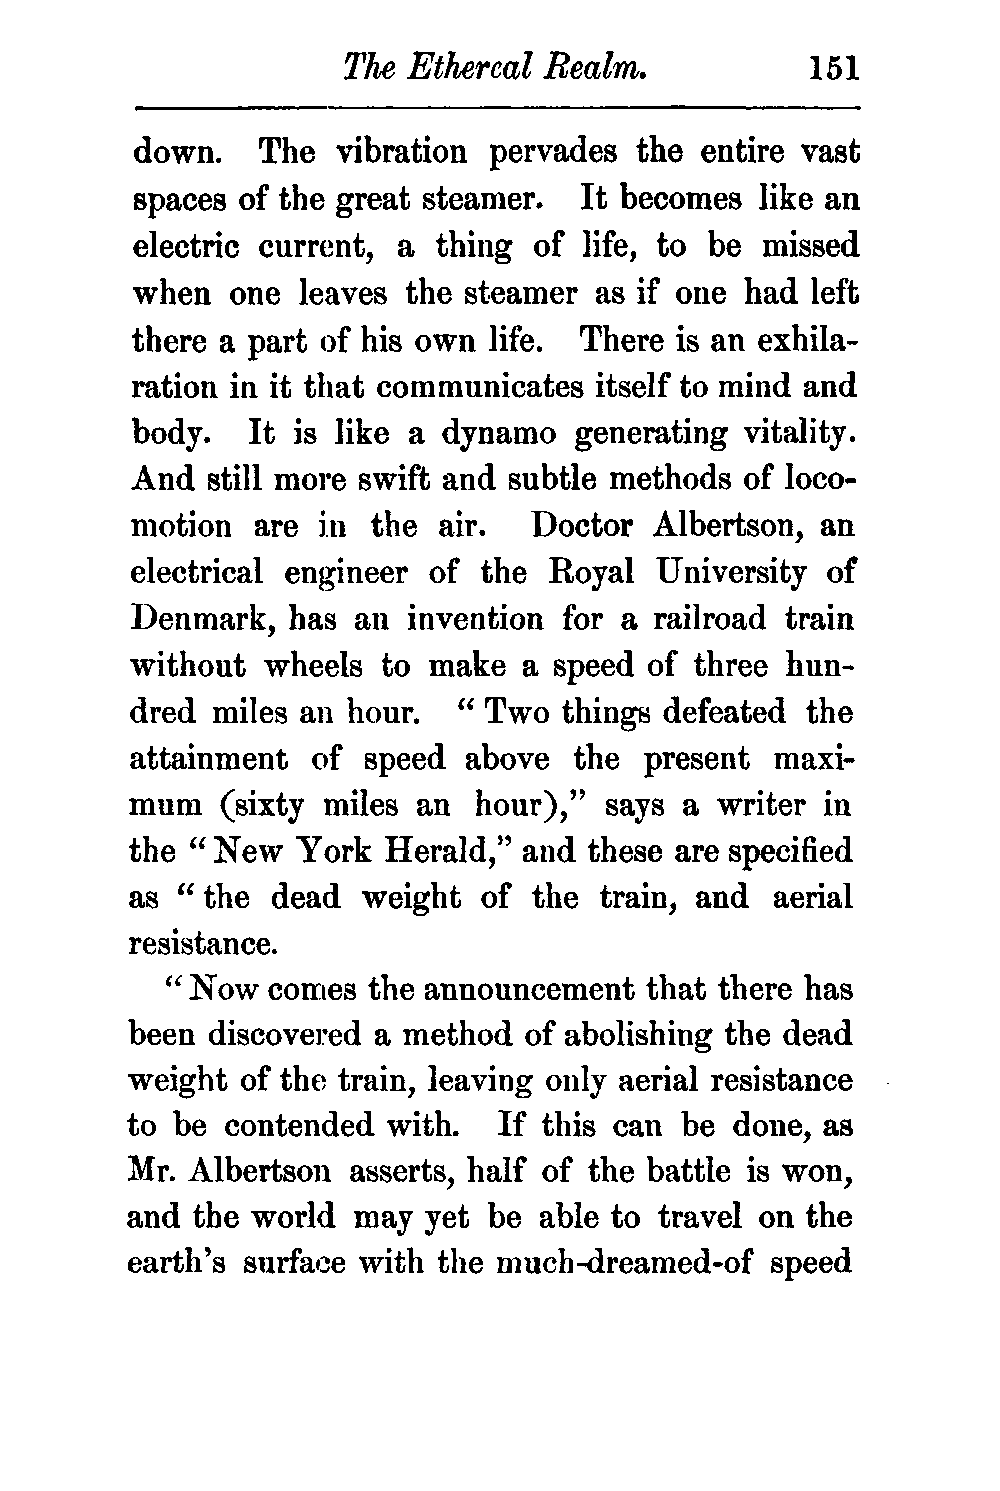 The Ethereal Realm. 151
down. The vibration pervades the entire vast
spaces of the great steamer. It becomes like an
electric current, a thing of life, to be missed
when one leaves the steamer as if one had left
there a part of his own life. There is an exhila-
ration in it that communicates itself to mind and
body. It is like a dynamo generating vitality.
And still more swift and subtle methods of loco-
motion are in the air. Doctor Albertson, an
electrical engineer of the Royal University of
Denmark, has an invention for a railroad train
without wheels to make a speed of three hun-
dred miles an hour. “ Two things defeated the
attainment of speed above the present maxi-
mum (sixty miles an hour),” says a writer in
the “ New York Herald,” and these are specified
as “ the dead weight of the train, and aerial
resistance.
“ Now comes the announcement that there has
been discovered a method of abolishing the dead
weight of the train, leaving only aerial resistance
to be contended with. If this can be done, as
Mr. Albertson asserts, half of the battle is won,
and the world may yet be able to travel on the
earth’s surface with the much-dreamed-of speed